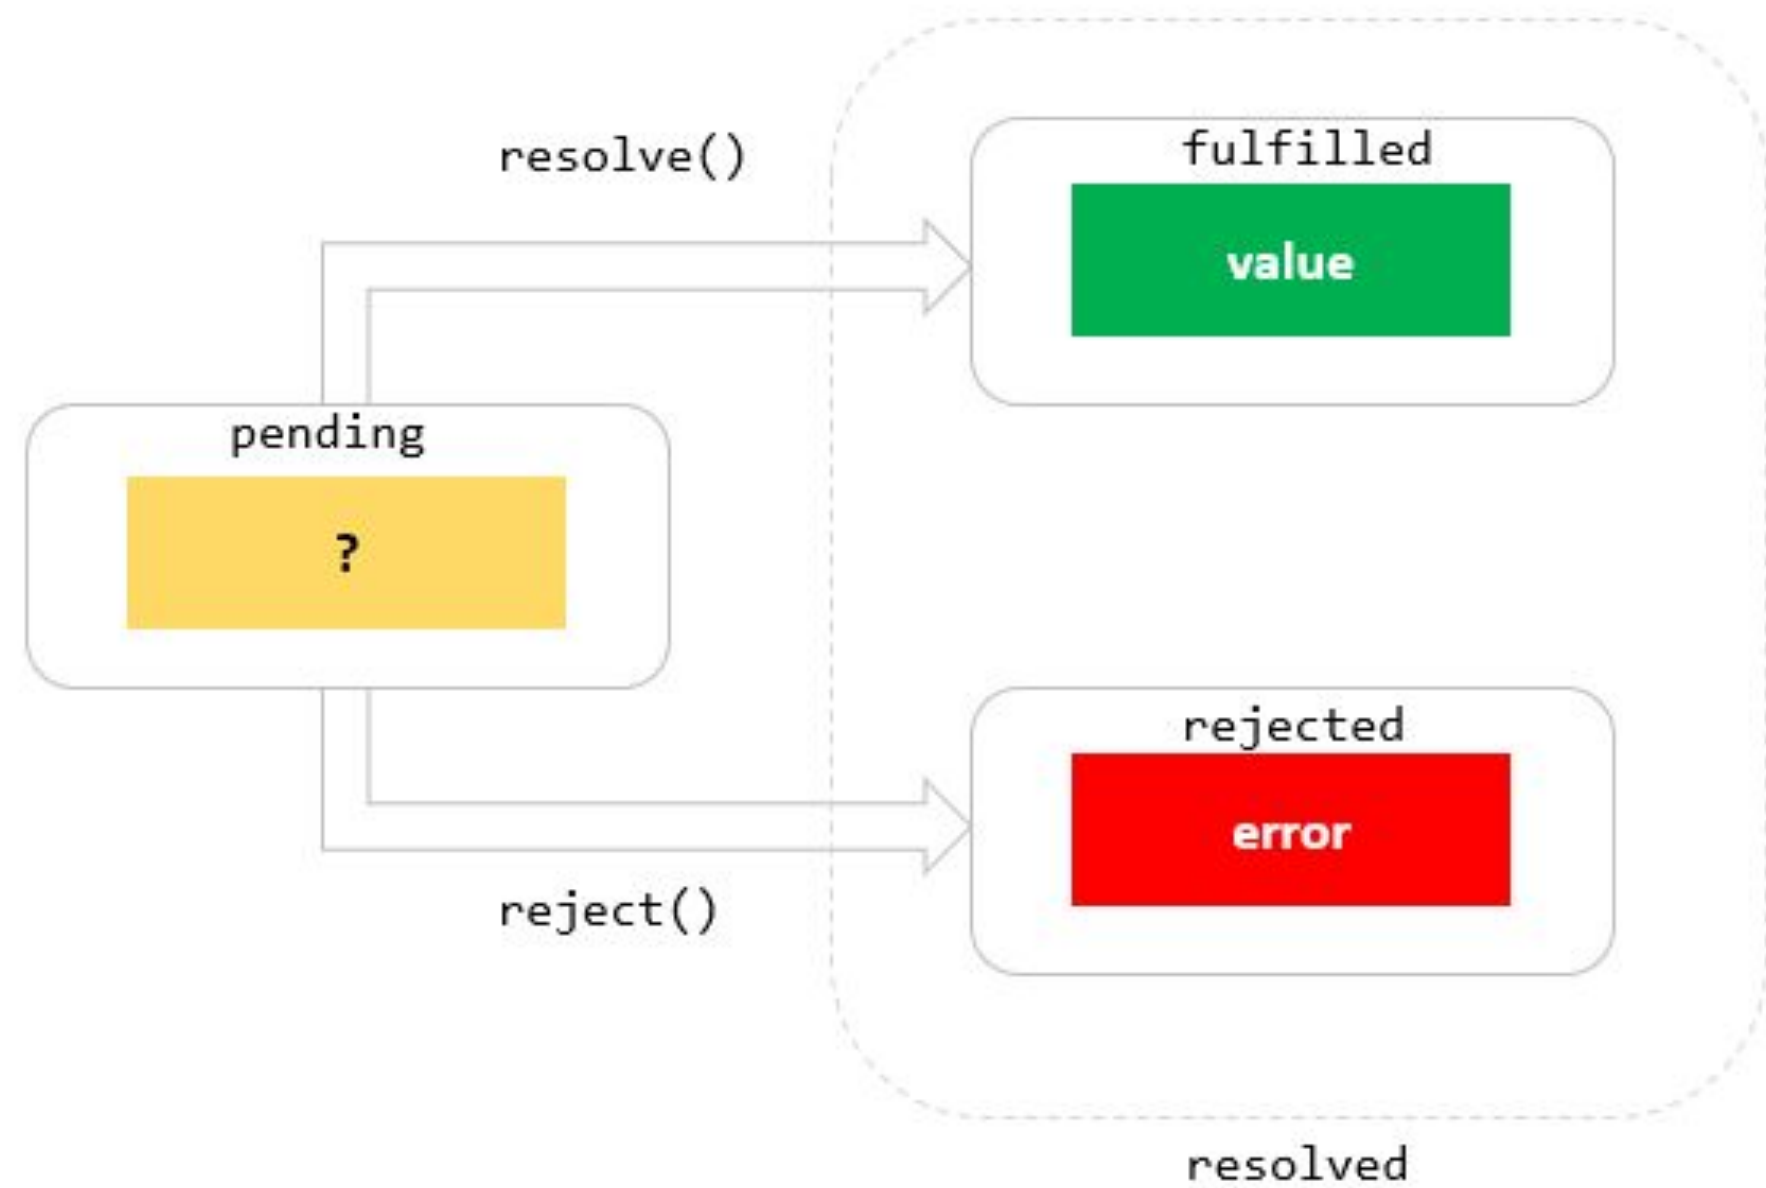 resolve()
fulfilled
value
pending
?
rejected
error
reject()
resolved